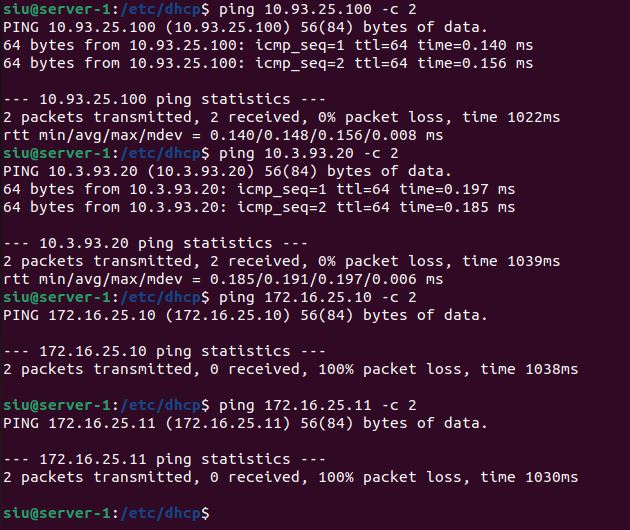 siu@server-1:/etc/dhcp$ ping 10.93.25.100 -c 2
PING 10.93.25.100 (10.93.25.100) 56(84) bytes of data.
64 bytes from 10.93.25.100: icmp_seq=1 ttl=64 time=0.140 ms
64 bytes from 10.93.25.100: icmp_seq=2 ttl=64 time=0.156 ms

--- 10.93.25.100 ping statistics ---
2 packets transmitted, 2 received, 0% packet loss, time 1022ms
rtt min/avg/max/mdev = 0.140/0.148/0.156/0.008 ms
siu@server-1:/etc/dhcp$ ping 10.3.93.20 -c 2
PING 10.3.93.20 (10.3.93.20) 56(84) bytes of data.
64 bytes from 10.3.93.20: icmp_seq=1 ttl=64 time=0.197 ms
64 bytes from 10.3.93.20: icmp_seq=2 ttl=64 time=0.185 ms

--- 10.3.93.20 ping statistics ---
2 packets transmitted, 2 received, 0% packet loss, time 1039ms
rtt min/avg/max/mdev = 0.185/0.191/0.197/0.006 ms
siu@server-1:/etc/dhcp$ ping 172.16.25.10 -c 2
PING 172.16.25.10 (172.16.25.10) 56(84) bytes of data.

--- 172.16.25.10 ping statistics ---
2 packets transmitted, 0 received, 100% packet loss, time 1038ms

siu@server-1:/etc/dhcp$ ping 172.16.25.11 -c 2
PING 172.16.25.11 (172.16.25.11) 56(84) bytes of data.

--- 172.16.25.11 ping statistics ---
2 packets transmitted, 0 received, 100% packet loss, time 1030ms

siu@server-1:/etc/dhcp$